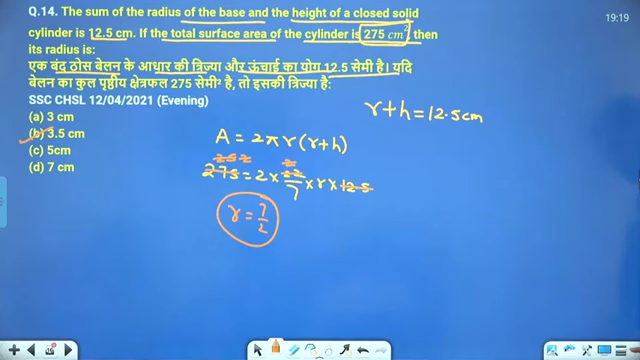 Q.14. The sum of the radius of the base and the height of a closed solid
cylinder is 12.5 cm. If the total surface area of the cylinder is 275 cm², then
its radius is:
एक बंद ठोस बेलन के आधार की त्रिज्या और ऊंचाई का योग 12.5 सेमी है। यदि
बेलन का कुल पृष्ठीय क्षेत्रफल 275 सेमी² है, तो इसकी त्रिज्या है:
SSC CHSL 12/04/2021 (Evening)
(a) 3 cm
(b) 3.5 cm
(c) 5cm
(d) 7 cm
19:19
r+h=12.5cm
A = 2πr(r+h)
275 = 2 × 22/7 × r × 12.5
r = 7/2